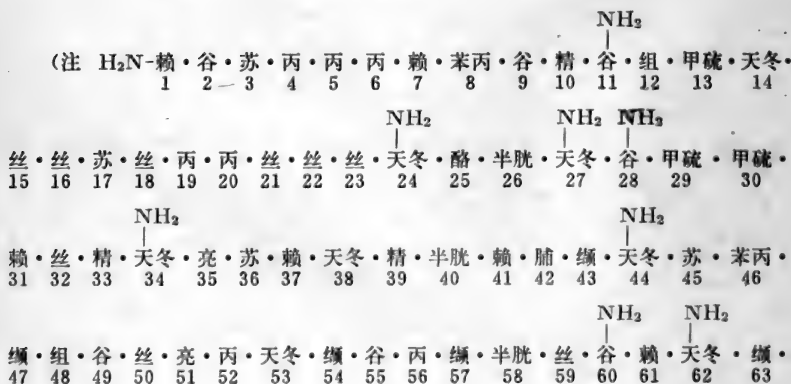 NH₂
(注 H₂N-赖·谷·苏·丙·丙·丙·赖·苯丙·谷·精·谷·组·甲硫·天冬·
1 2 3 4 5 6 7 8 9 10 11 12 13 14
NH₂ NH₂ NH₂
丝·丝·苏·丝·丙·丙·丝·丝·丝·天冬·酪·半胱·天冬·谷·甲硫·甲硫·
15 16 17 18 19 20 21 22 23 24 25 26 27 28 29 30
NH₂ NH₂
赖·丝·精·天冬·亮·苏·赖·天冬·精·半胱·赖·脯·缬·天冬·苏·苯丙·
31 32 33 34 35 36 37 38 39 40 41 42 43 44 45 46
NH₂ NH₂
缬·组·谷·丝·亮·丙·天冬·缬·谷·丙·缬·半胱·丝·谷·赖·天冬·缬·
47 48 49 50 51 52 53 54 55 56 57 58 59 60 61 62 63